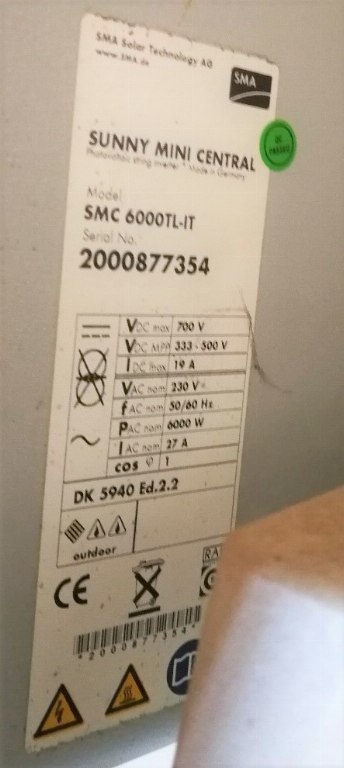 SMA Solar Technology AG
www.SMA.de
SMA
SUNNY MINI CENTRAL
Photovoltaic string inverter * Made in Germany
Model
SMC 6000TL-IT
Serial No.
2000877354
VDC max 700 V
VDC MPP 333 - 500 V
IDC max 19 A
VAC nom 230 V~
fAC nom 50/60 Hz
PAC nom 6000 W
IAC nom 27 A
cos φ 1
DK 5940 Ed.2.2
outdoor
CE
*2000877354